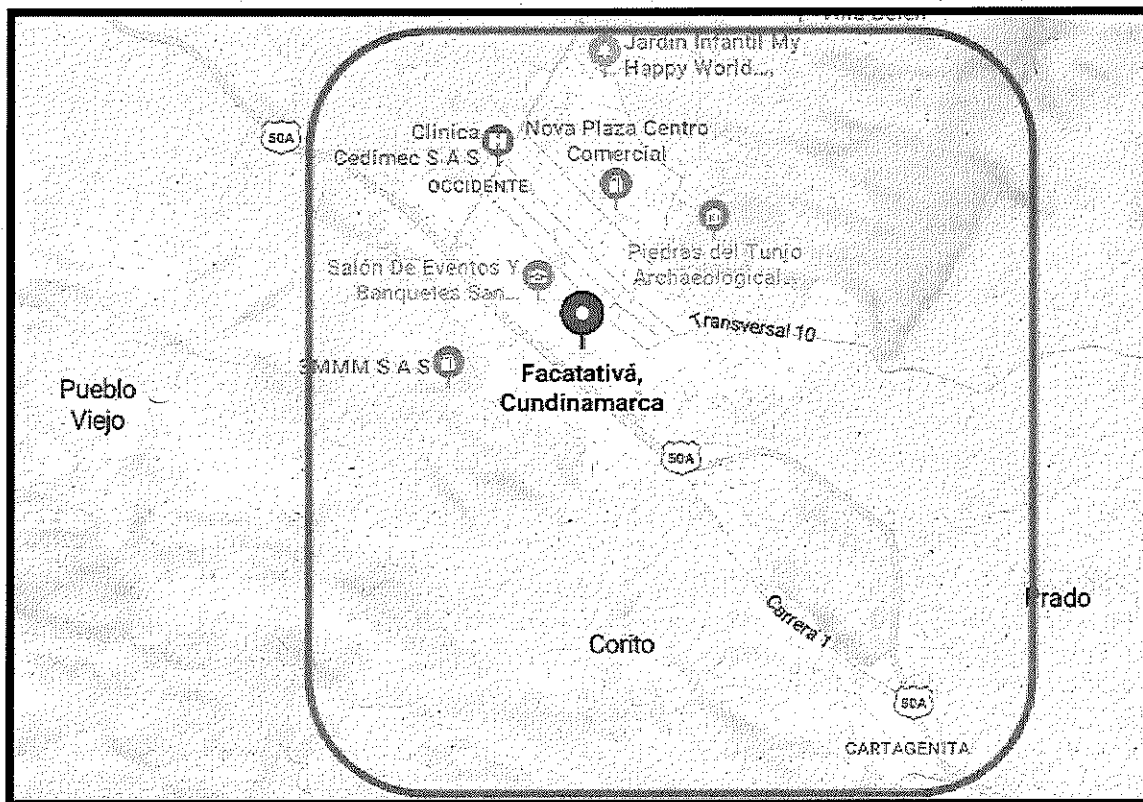 Jardín Infantil My
Happy World...
Nova Plaza Centro
Comercial
Clínica
Cedimec S A S
50A
OCCIDENTE
Piedras del Tunjo
Archaeological...
Salón De Eventos Y
Banquetes San...
Transversal 10
3MMM S A S
Facatativá,
Cundinamarca
Pueblo
Viejo
50A
Prado
Carrera 1
Corito
50A
CARTAGENITA